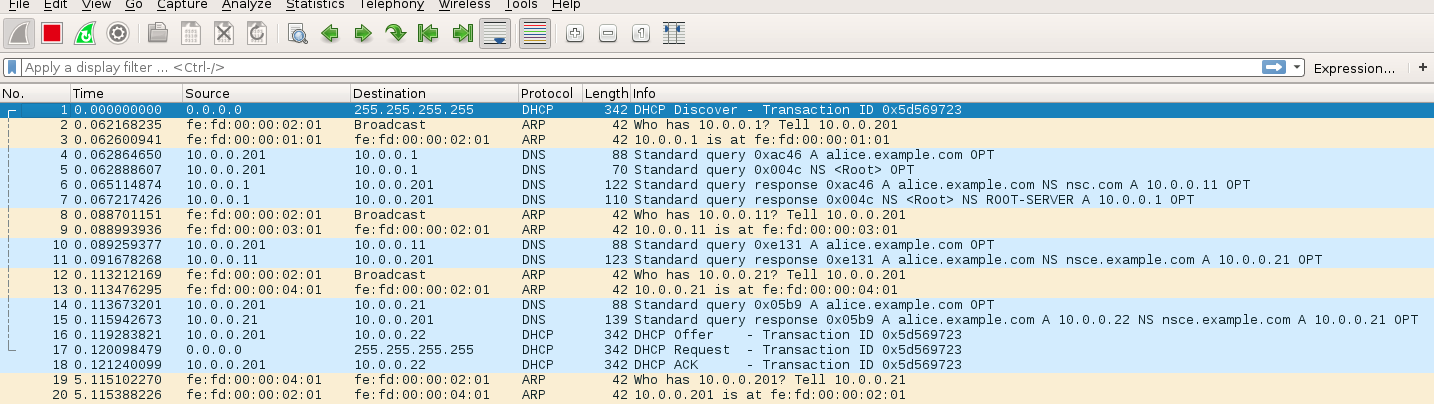 File Edit View Go Capture Analyze Statistics Telephony Wireless Tools Help
Apply a display filter ... <Ctrl-/> Expression... +
No. Time Source Destination Protocol Length Info
1 0.000000000 0.0.0.0 255.255.255.255 DHCP 342 DHCP Discover - Transaction ID 0x5d569723
2 0.062168235 fe:fd:00:00:02:01 Broadcast ARP 42 Who has 10.0.0.1? Tell 10.0.0.201
3 0.062600941 fe:fd:00:00:01:01 fe:fd:00:00:02:01 ARP 42 10.0.0.1 is at fe:fd:00:00:01:01
4 0.062864650 10.0.0.201 10.0.0.1 DNS 88 Standard query 0xac46 A alice.example.com OPT
5 0.062888607 10.0.0.201 10.0.0.1 DNS 70 Standard query 0x004c NS <Root> OPT
6 0.065114874 10.0.0.1 10.0.0.201 DNS 122 Standard query response 0xac46 A alice.example.com NS nsc.com A 10.0.0.11 OPT
7 0.067217426 10.0.0.1 10.0.0.201 DNS 110 Standard query response 0x004c NS <Root> NS ROOT-SERVER A 10.0.0.1 OPT
8 0.088701151 fe:fd:00:00:02:01 Broadcast ARP 42 Who has 10.0.0.11? Tell 10.0.0.201
9 0.088993936 fe:fd:00:00:03:01 fe:fd:00:00:02:01 ARP 42 10.0.0.11 is at fe:fd:00:00:03:01
10 0.089259377 10.0.0.201 10.0.0.11 DNS 88 Standard query 0xe131 A alice.example.com OPT
11 0.091678268 10.0.0.11 10.0.0.201 DNS 123 Standard query response 0xe131 A alice.example.com NS nsce.example.com A 10.0.0.21 OPT
12 0.113212169 fe:fd:00:00:02:01 Broadcast ARP 42 Who has 10.0.0.21? Tell 10.0.0.201
13 0.113476295 fe:fd:00:00:04:01 fe:fd:00:00:02:01 ARP 42 10.0.0.21 is at fe:fd:00:00:04:01
14 0.113673201 10.0.0.201 10.0.0.21 DNS 88 Standard query 0x05b9 A alice.example.com OPT
15 0.115942673 10.0.0.21 10.0.0.201 DNS 139 Standard query response 0x05b9 A alice.example.com A 10.0.0.22 NS nsce.example.com A 10.0.0.21 OPT
16 0.119283821 10.0.0.201 10.0.0.22 DHCP 342 DHCP Offer - Transaction ID 0x5d569723
17 0.120098479 0.0.0.0 255.255.255.255 DHCP 342 DHCP Request - Transaction ID 0x5d569723
18 0.121240099 10.0.0.201 10.0.0.22 DHCP 342 DHCP ACK - Transaction ID 0x5d569723
19 5.115102270 fe:fd:00:00:04:01 fe:fd:00:00:02:01 ARP 42 Who has 10.0.0.201? Tell 10.0.0.21
20 5.115388226 fe:fd:00:00:02:01 fe:fd:00:00:04:01 ARP 42 10.0.0.201 is at fe:fd:00:00:02:01